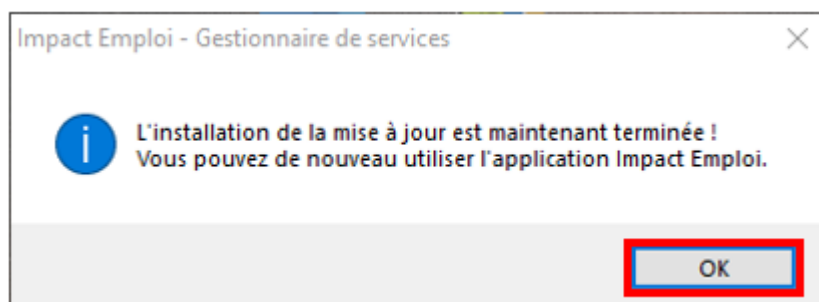 Impact Emploi - Gestionnaire de services
L'installation de la mise à jour est maintenant terminée !
Vous pouvez de nouveau utiliser l'application Impact Emploi.
OK